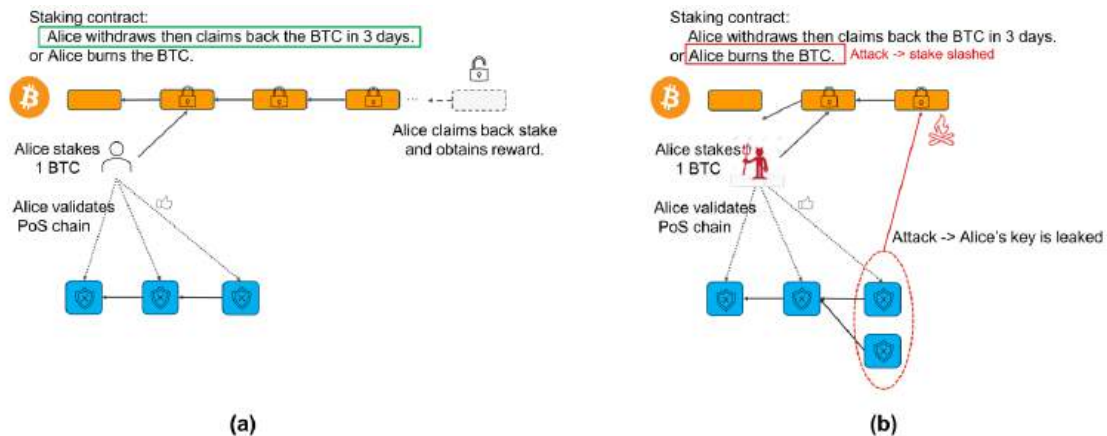 Staking contract:
Alice withdraws then claims back the BTC in 3 days.
or Alice burns the BTC.
Alice claims back stake
and obtains reward.
Alice stakes
1 BTC
Alice validates
PoS chain
(a)
Staking contract:
Alice withdraws then claims back the BTC in 3 days.
or Alice burns the BTC. Attack -> stake slashed
Alice stakes
1 BTC
Alice validates
PoS chain
Attack -> Alice's key is leaked
(b)